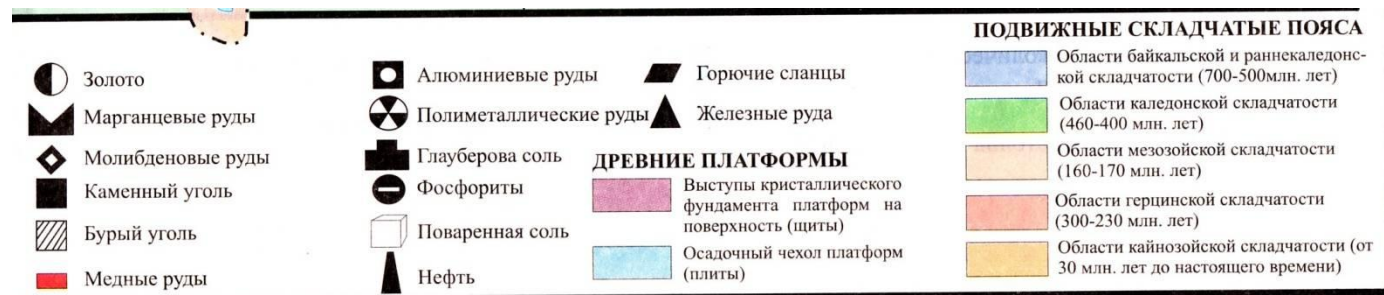 Золото
Марганцевые руды
Молибденовые руды
Каменный уголь
Бурый уголь
Медные руды
Алюминиевые руды
Полиметаллические руды
Глауберова соль
Фосфориты
Поваренная соль
Нефть
Горючие сланцы
Железные руда
ДРЕВНИЕ ПЛАТФОРМЫ
Выступы кристаллического
фундамента платформ на
поверхность (щиты)
Осадочный чехол платформ
(плиты)
ПОДВИЖНЫЕ СКЛАДЧАТЫЕ ПОЯСА
Области байкальской и раннекаледонс-
кой складчатости (700-500млн. лет)
Области каледонской складчатости
(460-400 млн. лет)
Области мезозойской складчатости
(160-170 млн. лет)
Области герцинской складчатости
(300-230 млн. лет)
Области кайнозойской складчатости (от
30 млн. лет до настоящего времени)